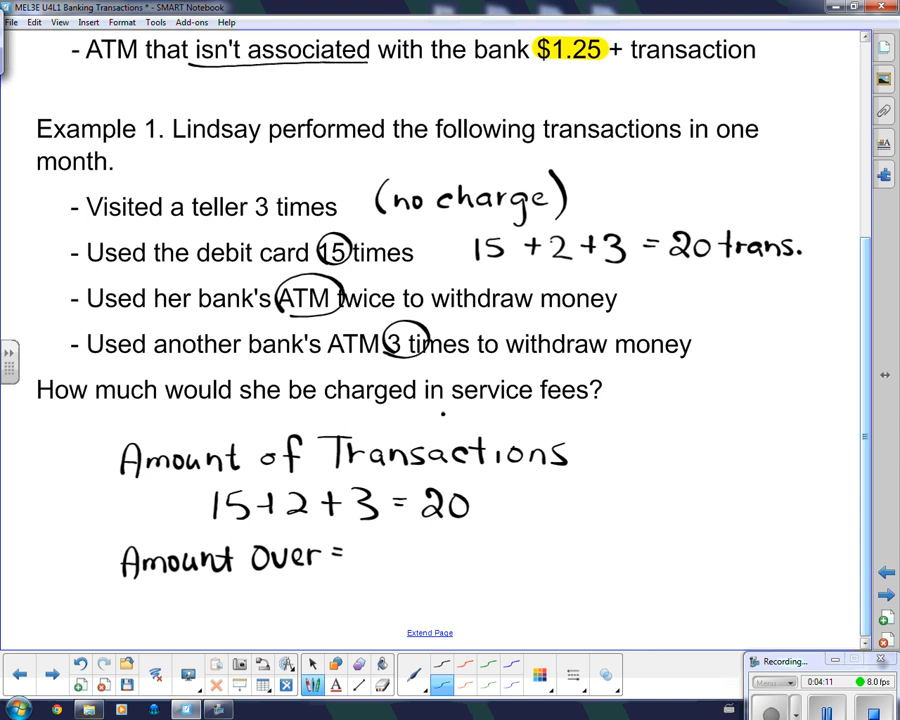 MEL3E U4L1 Banking Transactions * - SMART Notebook
File Edit View Insert Format Tools Add-ons Help Lindsay
- ATM that isn't associated with the bank $1.25 + transaction
Example 1. Lindsay performed the following transactions in one
month.
- Visited a teller 3 times (no charge)
- Used the debit card 15 times 15 + 2 + 3 = 20 trans.
- Used her bank's ATM twice to withdraw money
- Used another bank's ATM 3 times to withdraw money
How much would she be charged in service fees?
Amount of Transactions
15 + 2 + 3 = 20
Amount Over =
Extend Page
Recording...
Menu 0:04:11 8.0 fps